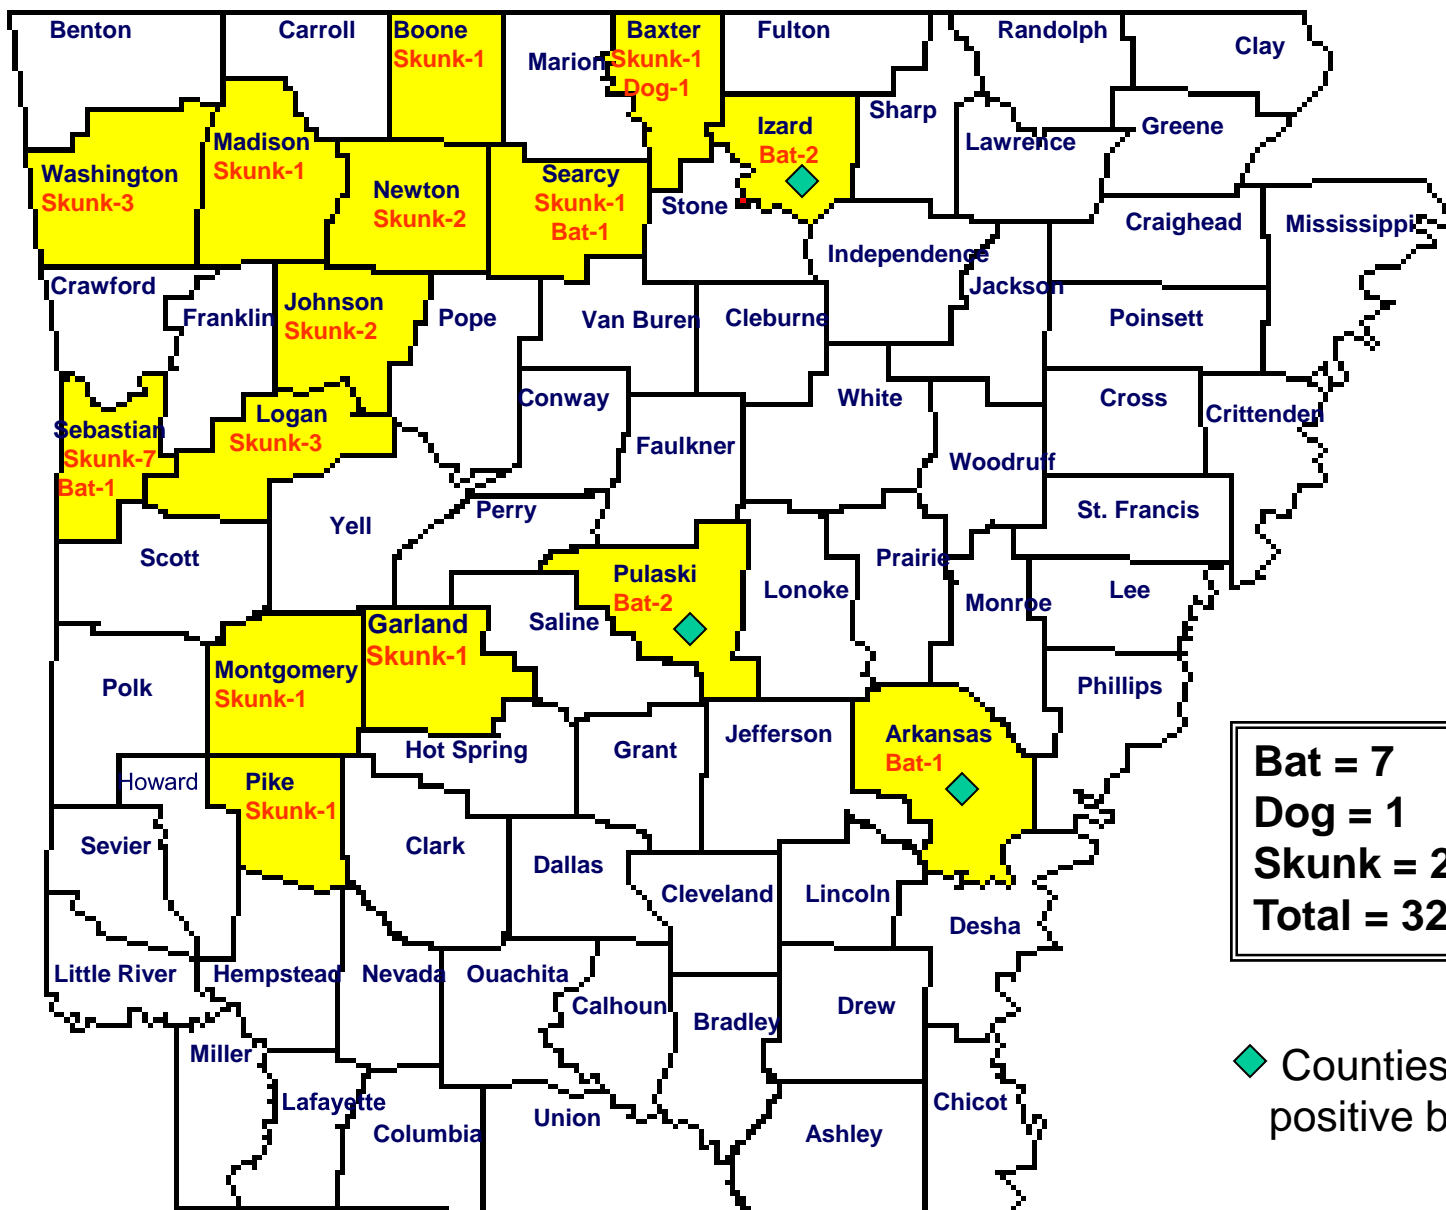 Benton
Carroll
Boone
Skunk-1
Marion
Baxter
Skunk-1
Dog-1
Fulton
Randolph
Clay
Izard
Bat-2
Sharp
Lawrence
Greene
Washington
Skunk-3
Madison
Skunk-1
Newton
Skunk-2
Searcy
Skunk-1
Bat-1
Stone
Independence
Craighead
Mississippi
Crawford
Franklin
Johnson
Skunk-2
Pope
Van Buren
Cleburne
Jackson
Poinsett
Sebastian
Skunk-7
Bat-1
Logan
Skunk-3
Conway
Faulkner
White
Woodruff
Cross
Crittenden
Scott
Yell
Perry
Pulaski
Bat-2
Lonoke
Prairie
Monroe
St. Francis
Lee
Polk
Montgomery
Skunk-1
Garland
Skunk-1
Saline
Phillips
Howard
Pike
Skunk-1
Hot Spring
Grant
Jefferson
Arkansas
Bat-1
Sevier
Clark
Dallas
Cleveland
Lincoln
Desha
Little River
Hempstead
Nevada
Ouachita
Calhoun
Bradley
Drew
Miller
Lafayette
Columbia
Union
Ashley
Chicot
Bat = 7
Dog = 1
Skunk = 2
Total = 32
Counties
positive b